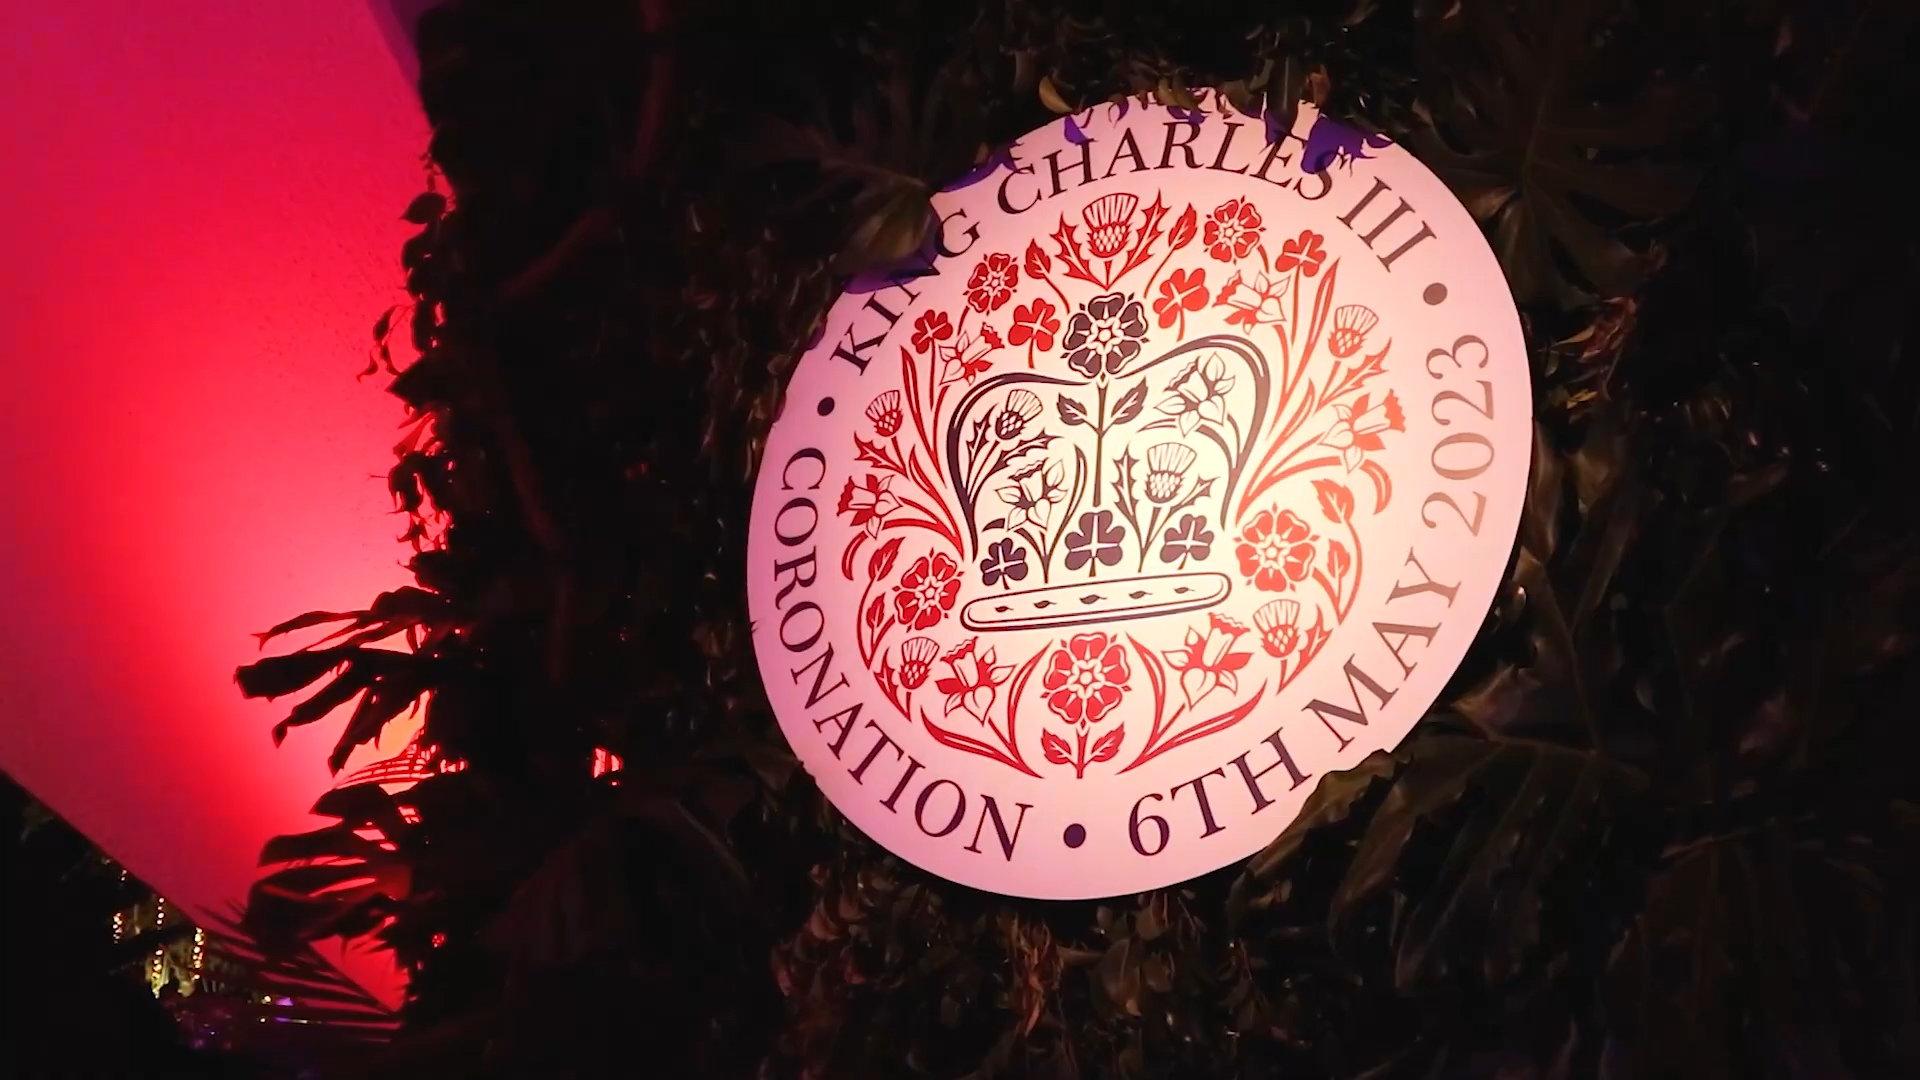 KING CHARLES III • 
6TH MAY 2023 • 
CORONATION •